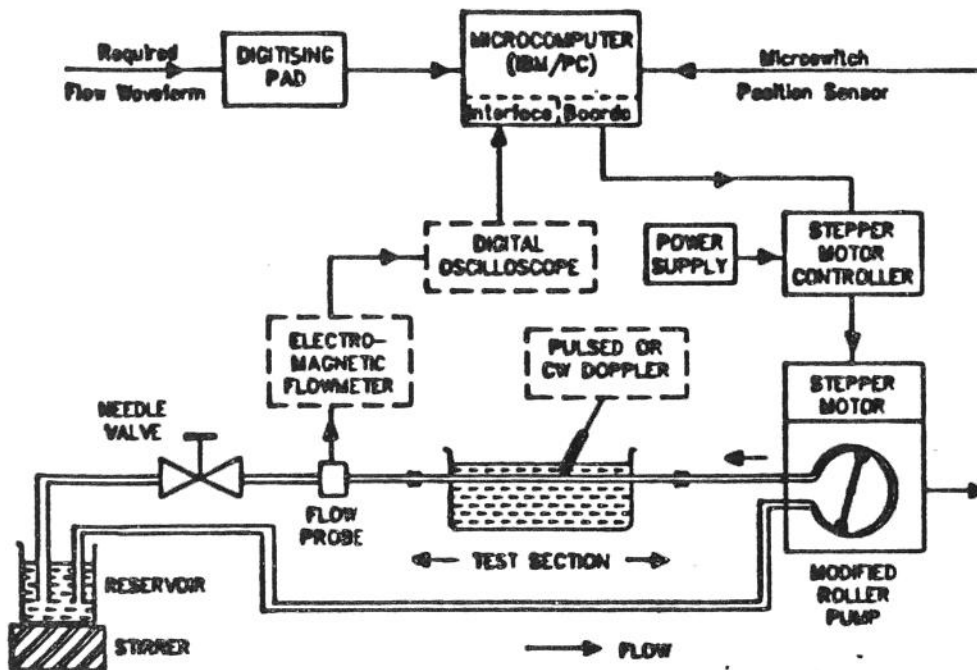 Required
Flow Waveform
DIGITISING
PAD
MICROCOMPUTER
(IBM/PC)
Interface Boards
Microswitch
Position Sensor
DIGITAL
OSCILLOSCOPE
POWER
SUPPLY
STEPPER
MOTOR
CONTROLLER
ELECTRO-
MAGNETIC
FLOWMETER
PULSED OR
CW DOPPLER
STEPPER
MOTOR
NEEDLE
VALVE
FLOW
PROBE
TEST SECTION
RESERVOIR
MODIFIED
ROLLER
PUMP
STIRRER
FLOW